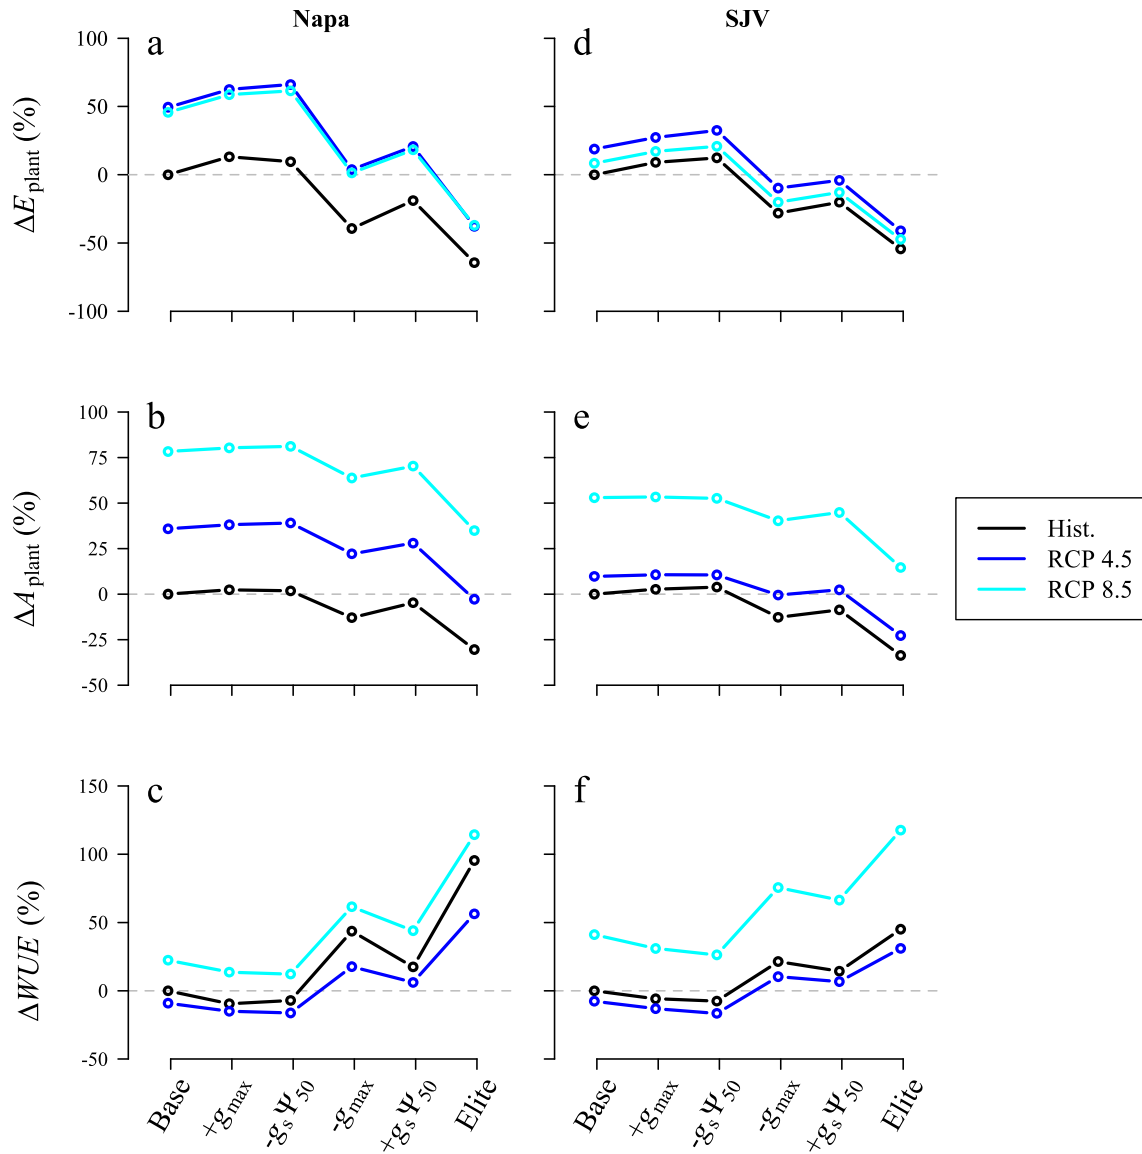 Napa
SJV
a
d
ΔE_plant (%)
100
50
0
-50
-100
b
e
ΔA_plant (%)
100
75
50
25
0
-25
-50
Hist.
RCP 4.5
RCP 8.5
c
f
ΔWUE (%)
150
100
50
0
-50
Base
+g_max
-g_s Ψ_50
-g_max
+g_s Ψ_50
Elite
Base
+g_max
-g_s Ψ_50
-g_max
+g_s Ψ_50
Elite